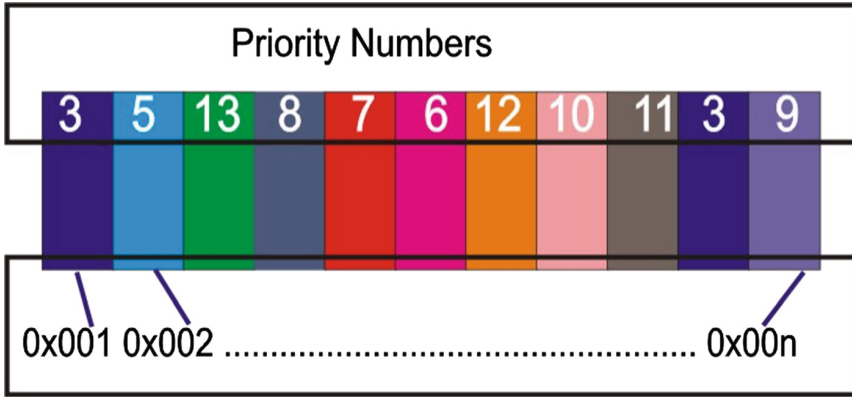 Priority Numbers
3 5 13 8 7 6 12 10 11 3 9
0x001 0x002 .................................................. 0x00n